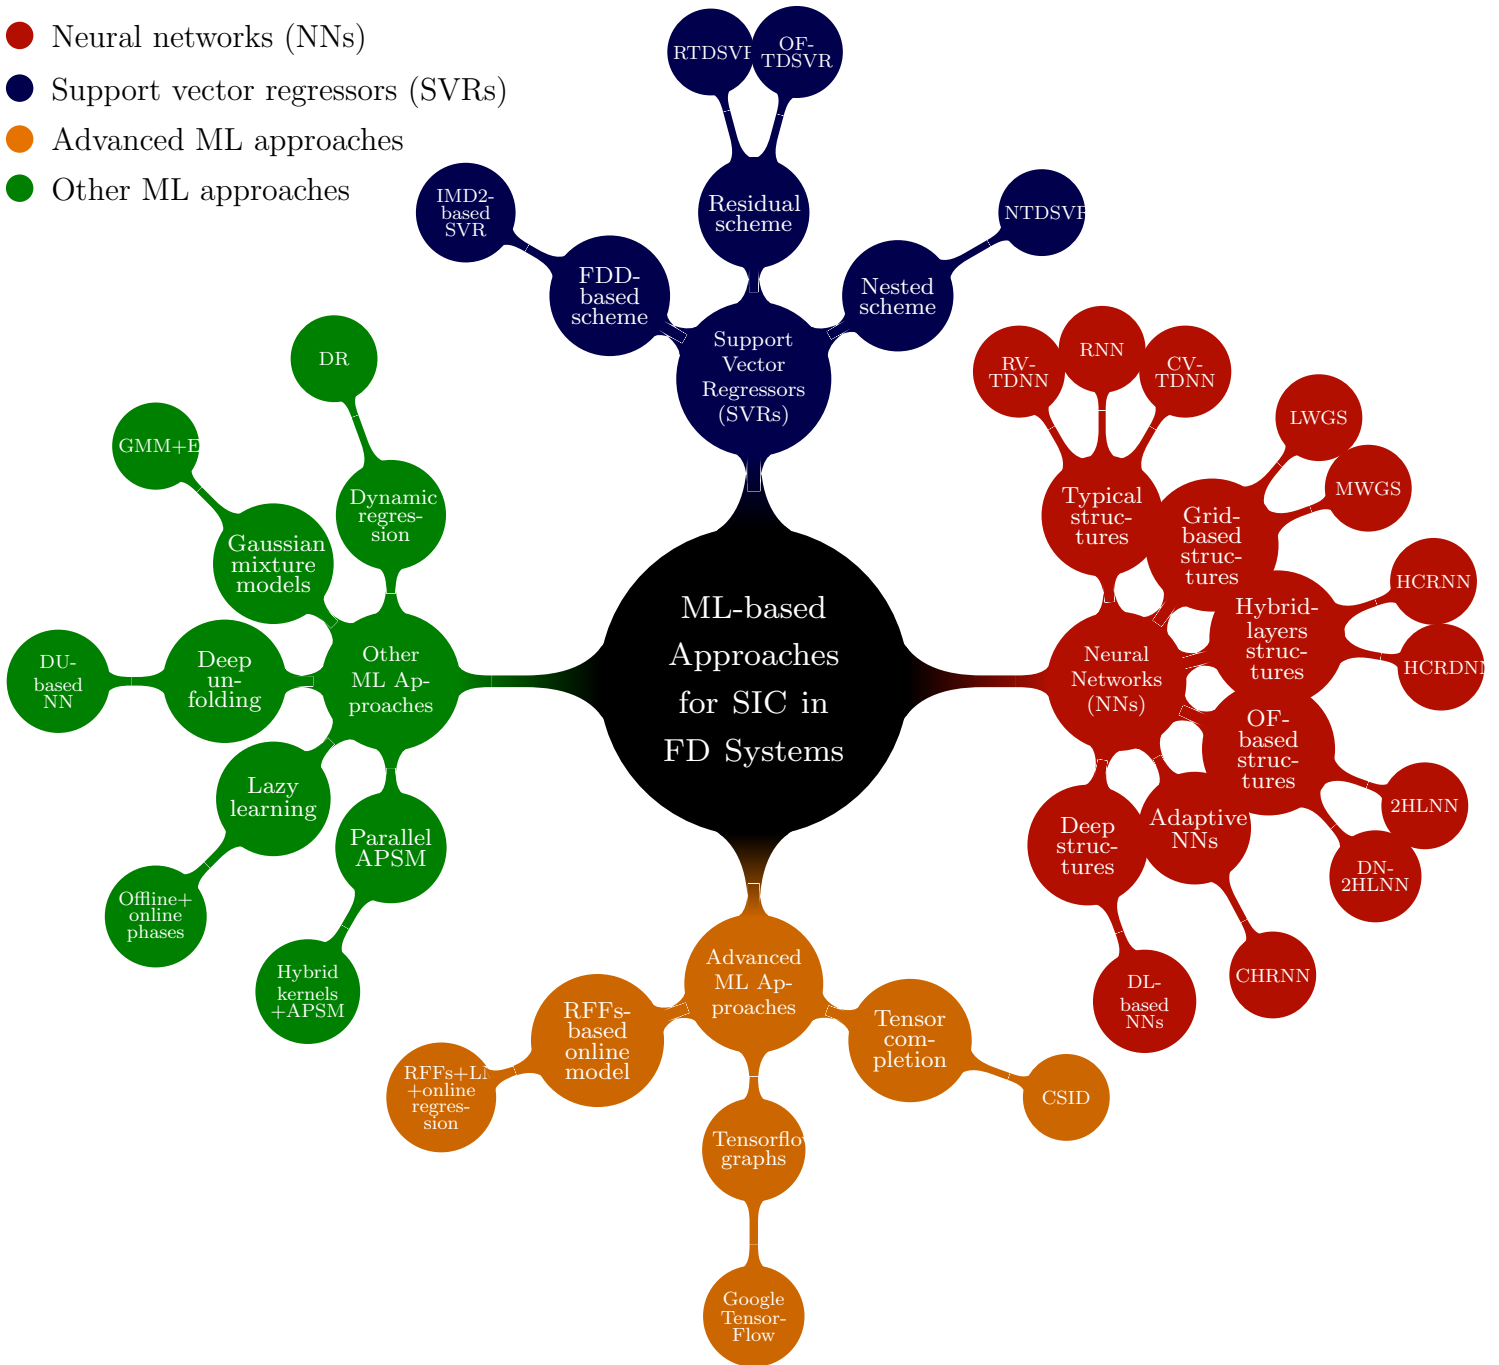 Neural networks (NNs)
Support vector regressors (SVRs)
Advanced ML approaches
Other ML approaches
OF-
TDSVR
IMD2-
based
SVR
Residual
scheme
FDD-
based
scheme
Nested
scheme
Support
Vector
Regressors
(SVRs)
DR
GMM+E
Dynamic
regres-
sion
Gaussian
mixture
models
DU-
based
NN
Deep
un-
folding
Other
ML Ap-
proaches
Lazy
learning
Parallel
APSM
Offline+
online
phases
Hybrid
kernels
+APSM
ML-based
Approaches
for SIC in
FD Systems
RV-
TDNN
RNN
CV-
TDNN
LWGS
MWGS
Typical
struc-
tures
Grid-
based
struc-
tures
HCRNN
Hybrid-
layers
struc-
tures
HCRDNN
Neural
Networks
(NNs)
OF-
based
struc-
tures
2HLNN
DN-
2HLNN
Deep
struc-
tures
Adaptive
NNs
CHRNN
DL-
based
NNs
Advanced
ML Ap-
proaches
RFFs-
based
online
model
Tensor
com-
pletion
+online
regres-
sion
CSID
Tensorflow
graphs
Google
Tensor-
Flow